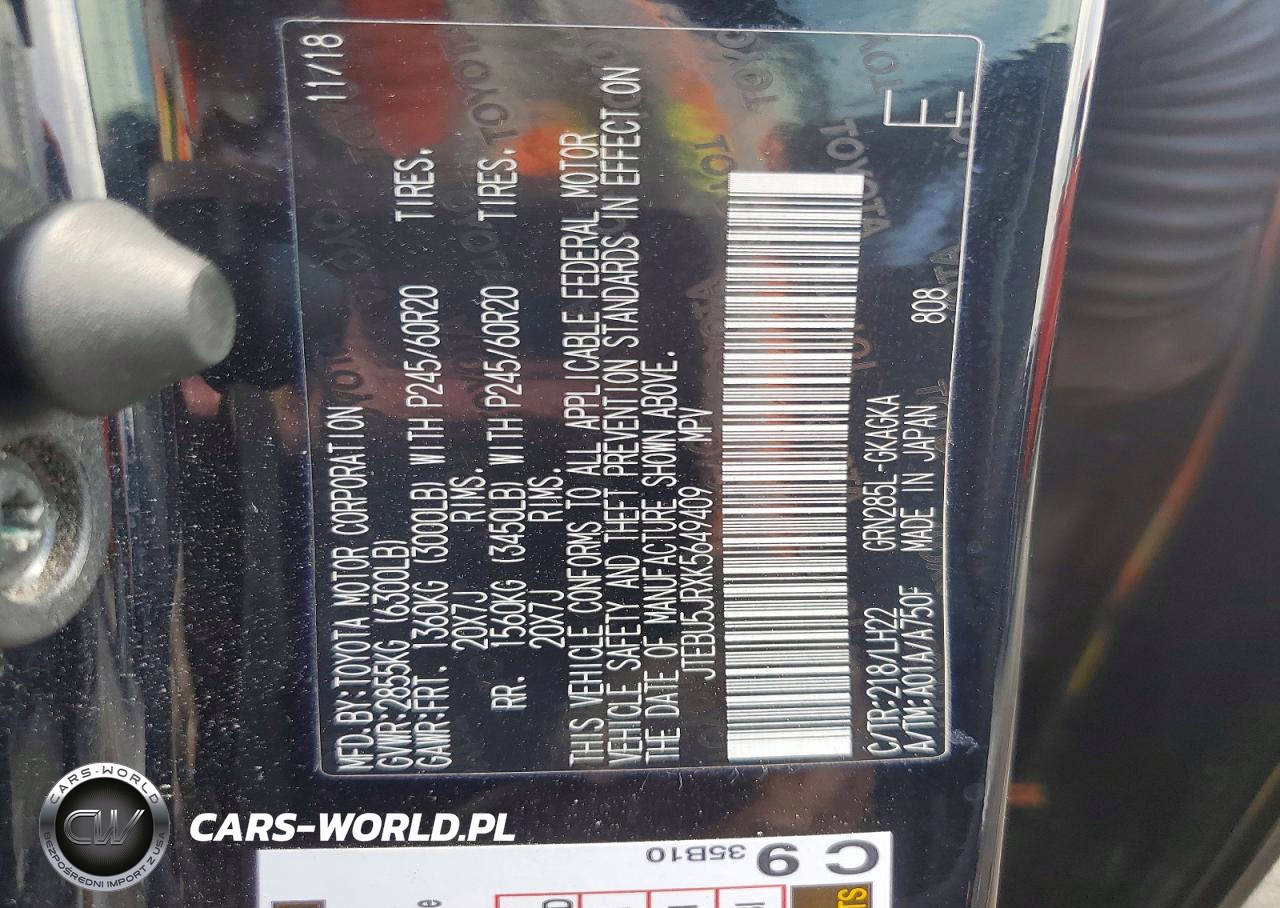 MFD.BY:TOYOTA MOTOR CORPORATION 11/18
GVWR:2855KG (6300LB)
GAWR:FRT. 1360KG (3000LB) WITH P245/60R20 TIRES.
20X7J RIMS.
RR. 1560KG (3450LB) WITH P245/60R20 TIRES.
20X7J RIMS.
THIS VEHICLE CONFORMS TO ALL APPLICABLE FEDERAL MOTOR
VEHICLE SAFETY AND THEFT PREVENTION STANDARDS IN EFFECT ON
THE DATE OF MANUFACTURE SHOWN ABOVE.
JTEBU5JRXK5649409 MPV
C/TR:218/LH22 GRN285L-GKAGKA
A/TM:A01A/A750F MADE IN JAPAN 808 E
CARS-WORLD
CW
BEZPOŚREDNI IMPORT Z USA
CARS-WORLD.PL
C 9
35B10